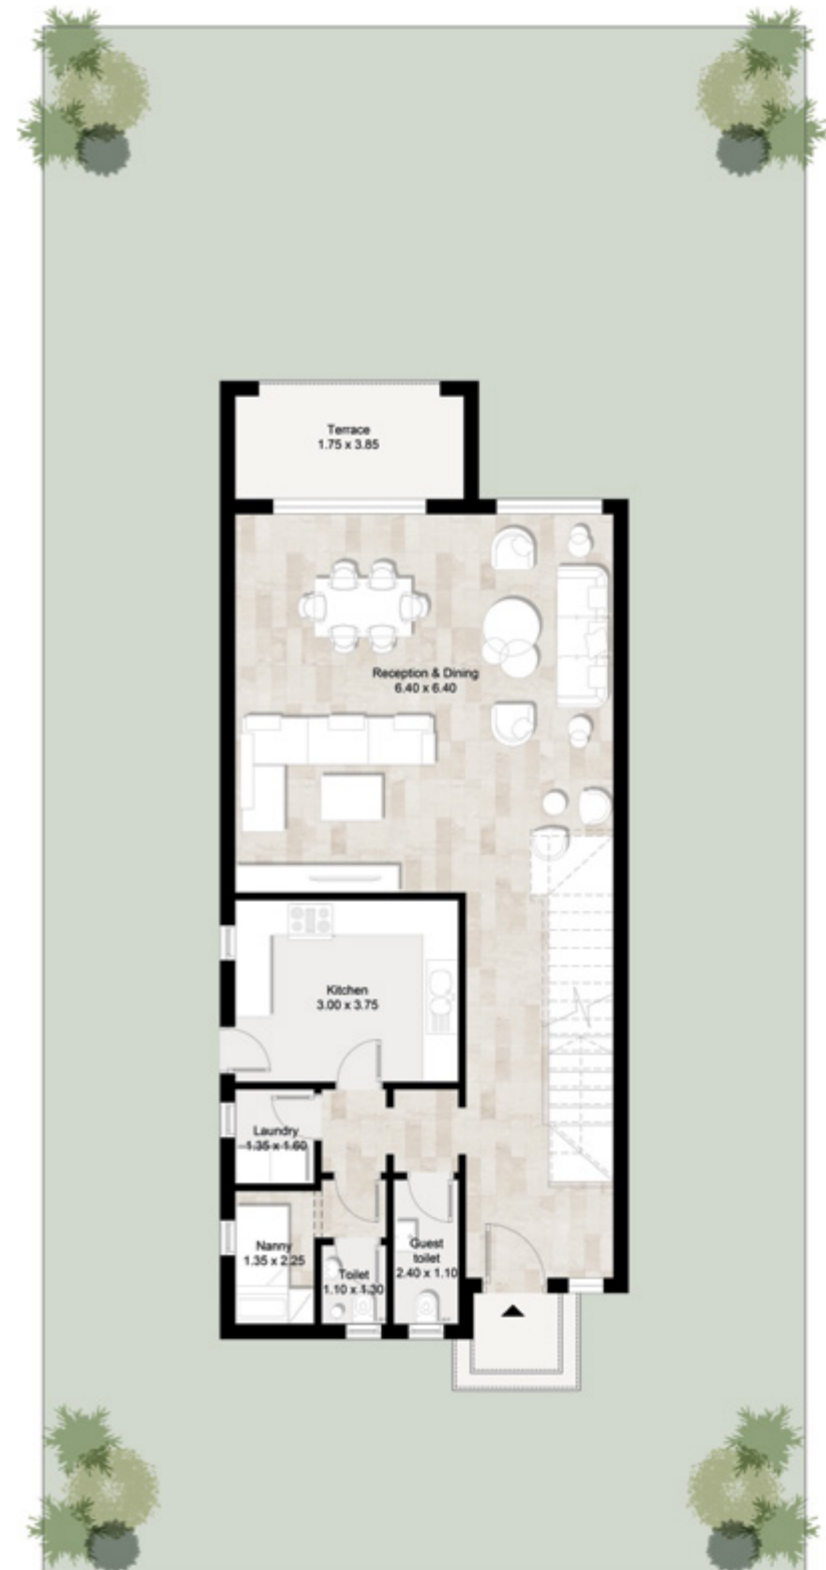 Terrace
1.75 x 3.85
Reception & Dining
6.40 x 6.40
Kitchen
3.00 x 3.75
Laundry
1.35 x 1.60
Nanny
1.35 x 2.25
Toilet
1.10 x 1.30
Guest
toilet
2.40 x 1.10